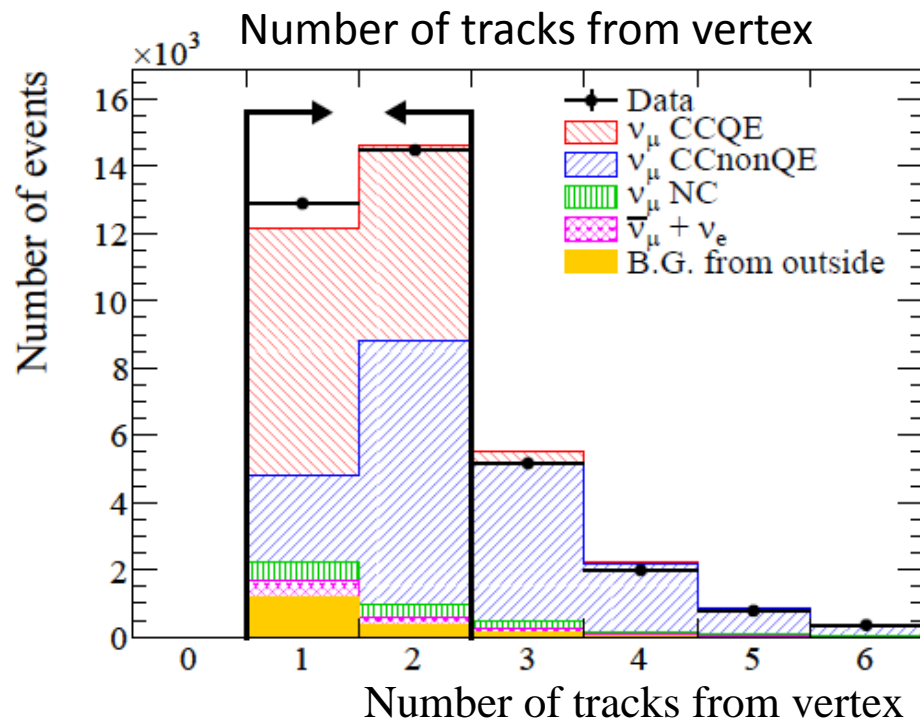 Number of tracks from vertex
×10³
Number of events
16
14
12
10
8
6
4
2
0
Data
ν_μ CCQE
ν_μ CCnonQE
ν_μ NC
ν̅_μ + ν_e
B.G. from outside
0 1 2 3 4 5 6
Number of tracks from vertex